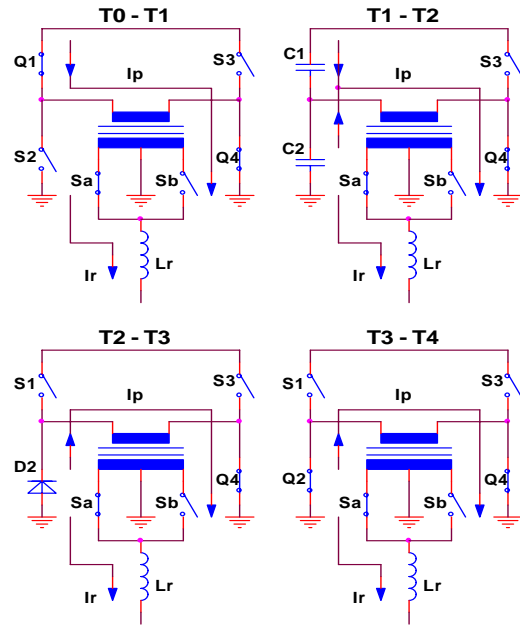 T0 - T1
Q1
S3
Ip
S2
Sa
Sb
Q4
Ir
Lr
T1 - T2
C1
S3
Ip
C2
Sa
Sb
Q4
Ir
Lr
T2 - T3
S1
S3
Ip
D2
Sa
Sb
Q4
Ir
Lr
T3 - T4
S1
S3
Ip
Q2
Sa
Sb
Q4
Ir
Lr